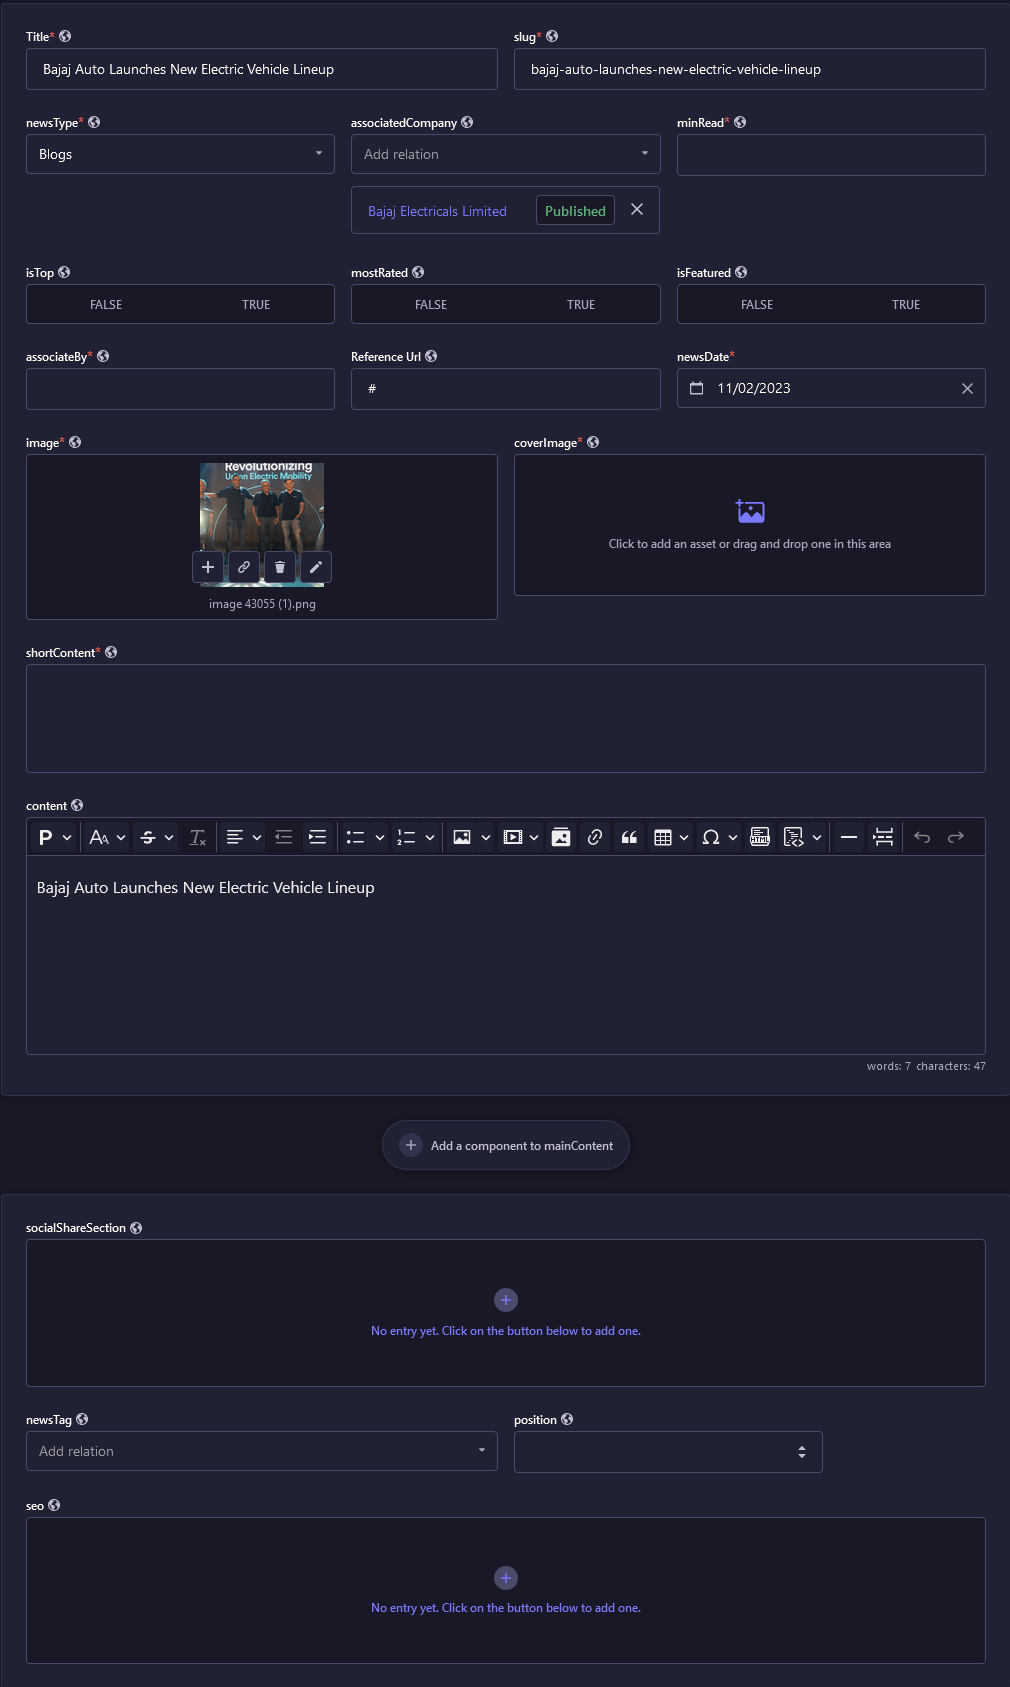 Title*
slug*
Bajaj Auto Launches New Electric Vehicle Lineup
bajaj-auto-launches-new-electric-vehicle-lineup
newsType*
associatedCompany
minRead*
Blogs
Add relation
Bajaj Electricals Limited
Published
isTop
mostRated
isFeatured
FALSE
TRUE
FALSE
TRUE
FALSE
TRUE
associateBy*
Reference Url
newsDate*
#
11/02/2023
image*
coverImage*
Revolutionizing
Urban Electric Mobility
image 43055 (1).png
Click to add an asset or drag and drop one in this area
shortContent*
content
Bajaj Auto Launches New Electric Vehicle Lineup
words: 7 characters: 47
Add a component to mainContent
socialShareSection
No entry yet. Click on the button below to add one.
newsTag
position
Add relation
seo
No entry yet. Click on the button below to add one.